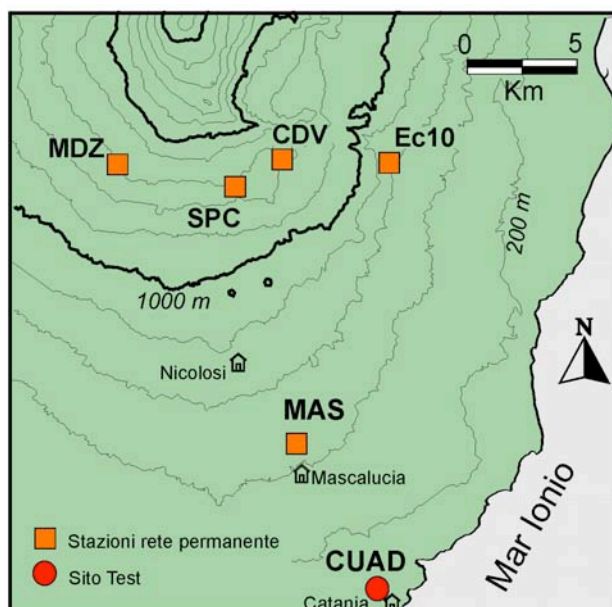 0 5
Km
MDZ
CDV
Ec10
SPC
200 m
1000 m
N
Nicolosi
MAS
Mascalucia
Mar Ionio
Stazioni rete permanente
CUAD
Sito Test
Catania